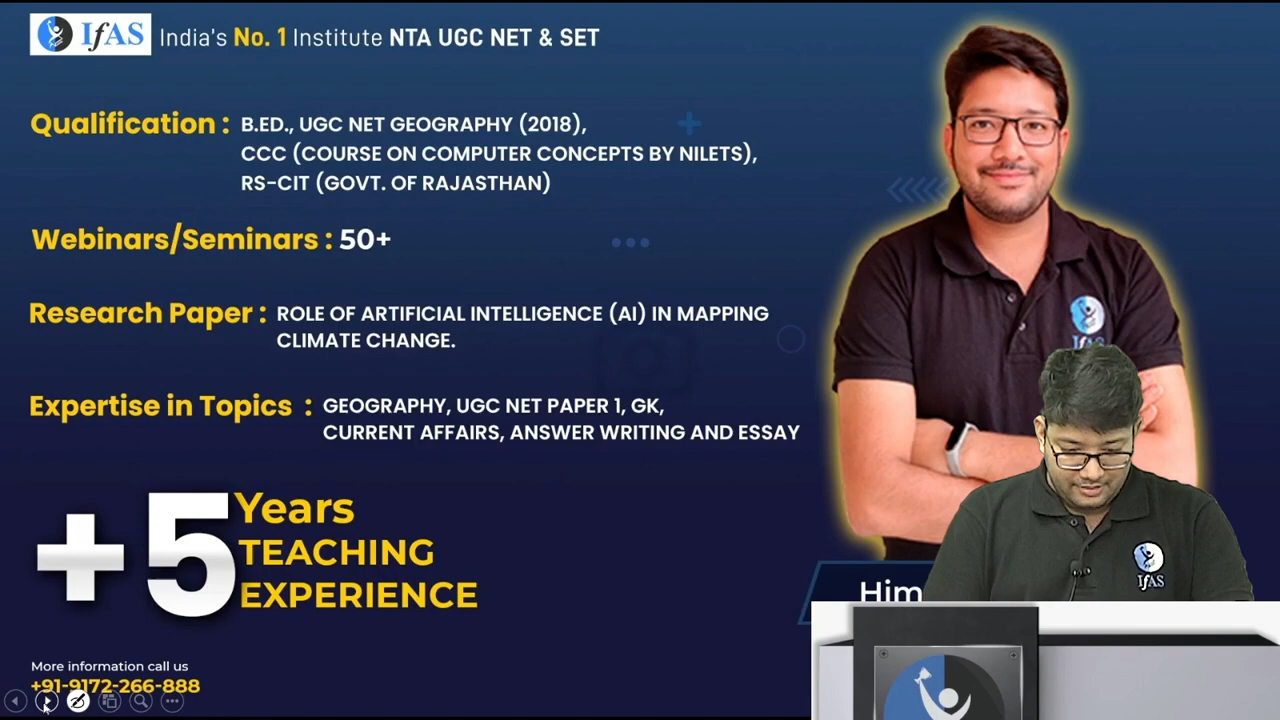 IfAS India's No. 1 Institute NTA UGC NET & SET
Qualification : B.ED., UGC NET GEOGRAPHY (2018),
CCC (COURSE ON COMPUTER CONCEPTS BY NILETS),
RS-CIT (GOVT. OF RAJASTHAN)
Webinars/Seminars : 50+
Research Paper : ROLE OF ARTIFICIAL INTELLIGENCE (AI) IN MAPPING
CLIMATE CHANGE.
IfAS
Expertise in Topics : GEOGRAPHY, UGC NET PAPER 1, GK,
CURRENT AFFAIRS, ANSWER WRITING AND ESSAY
+5 Years
TEACHING
EXPERIENCE
IfAS
More information call us
+91-9172-266-888